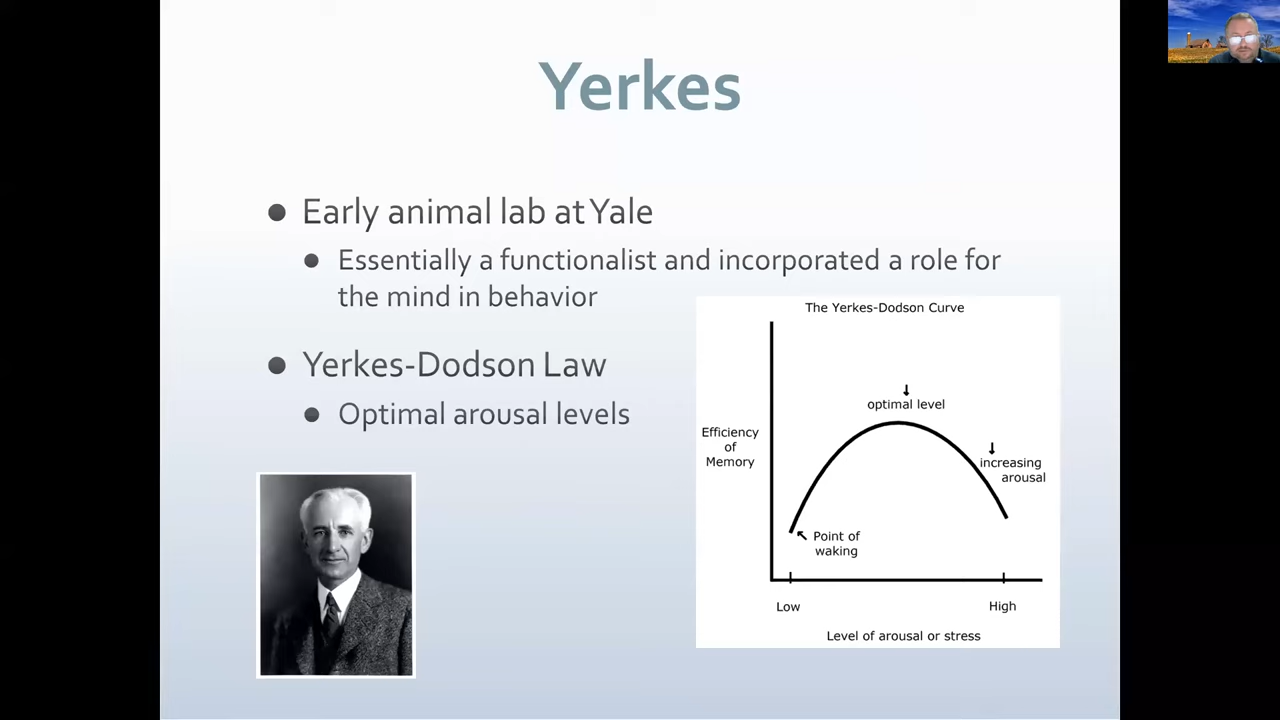 Yerkes
Early animal lab at Yale
Essentially a functionalist and incorporated a role for
the mind in behavior
Yerkes-Dodson Law
Optimal arousal levels
The Yerkes-Dodson Curve
optimal level
Efficiency
of
Memory
increasing
arousal
Point of
waking
Low
High
Level of arousal or stress